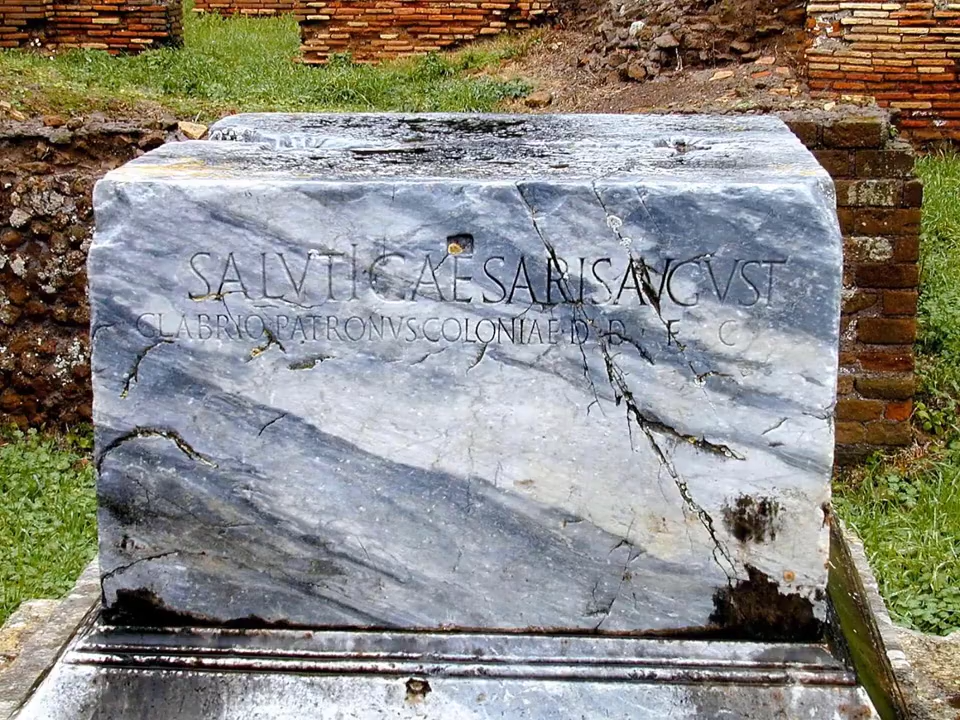 SALVTI CAESARIS AVGVST
GLABRIO PATRONVS COLONIAE D D F C